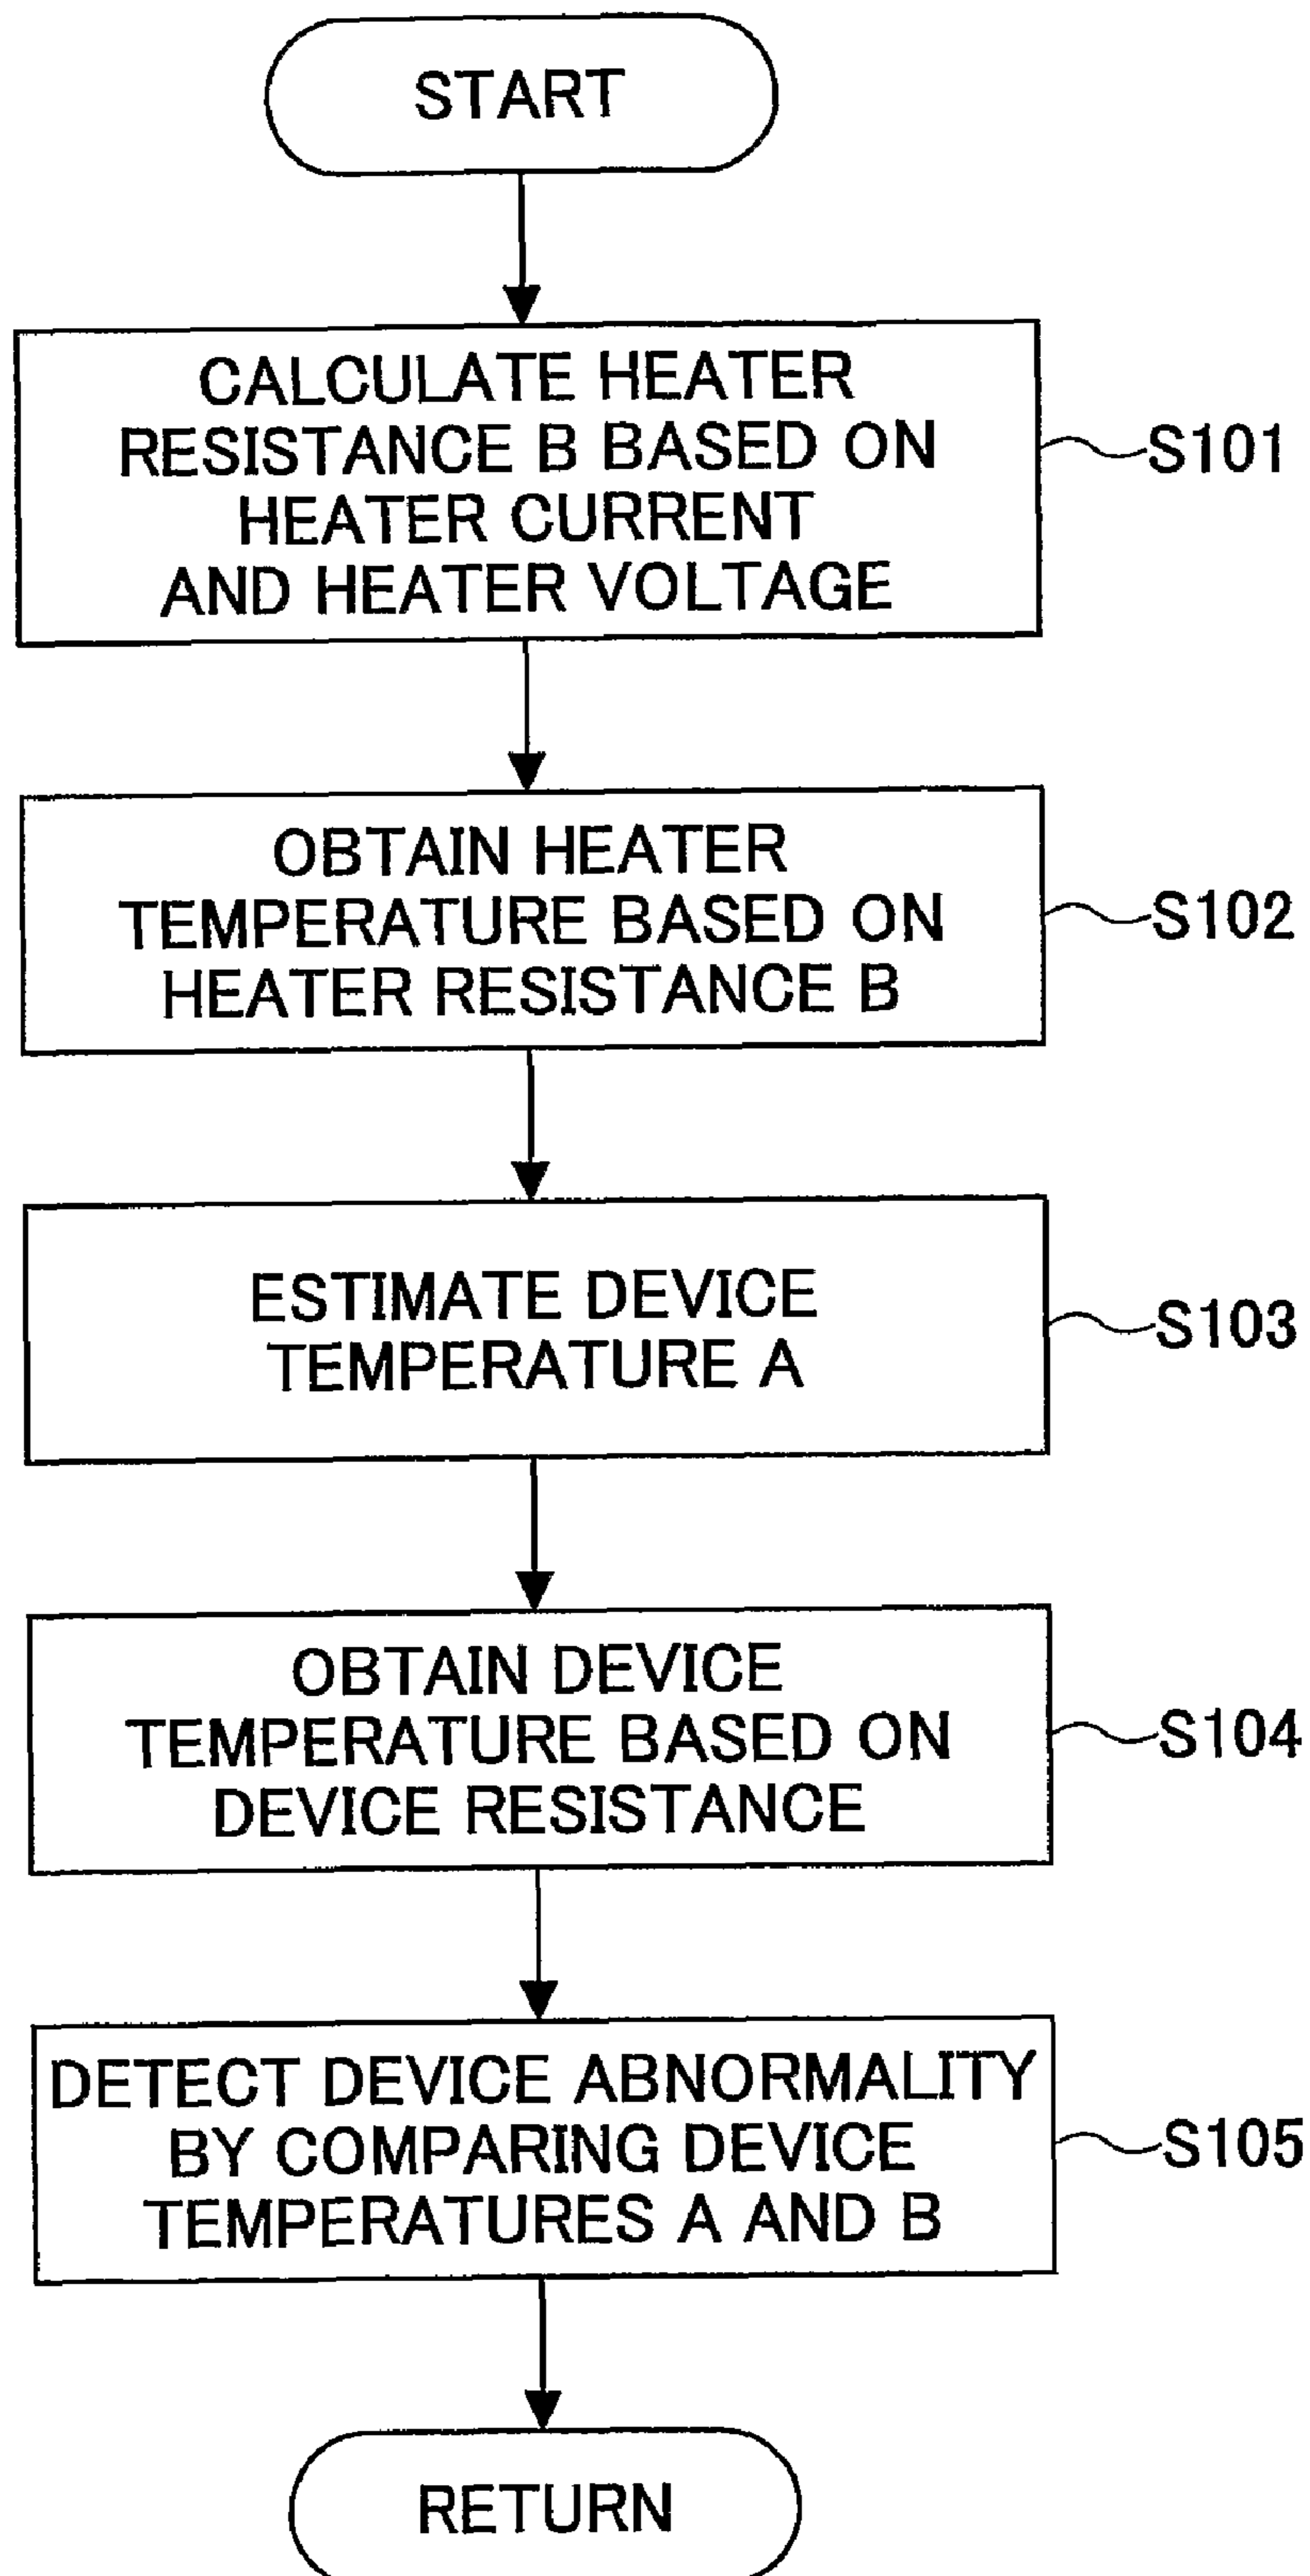 START
CALCULATE HEATER
RESISTANCE B BASED ON
HEATER CURRENT
AND HEATER VOLTAGE
S101
OBTAIN HEATER
TEMPERATURE BASED ON
HEATER RESISTANCE B
S102
ESTIMATE DEVICE
TEMPERATURE A
S103
OBTAIN DEVICE
TEMPERATURE BASED ON
DEVICE RESISTANCE
S104
DETECT DEVICE ABNORMALITY
BY COMPARING DEVICE
TEMPERATURES A AND B
S105
RETURN